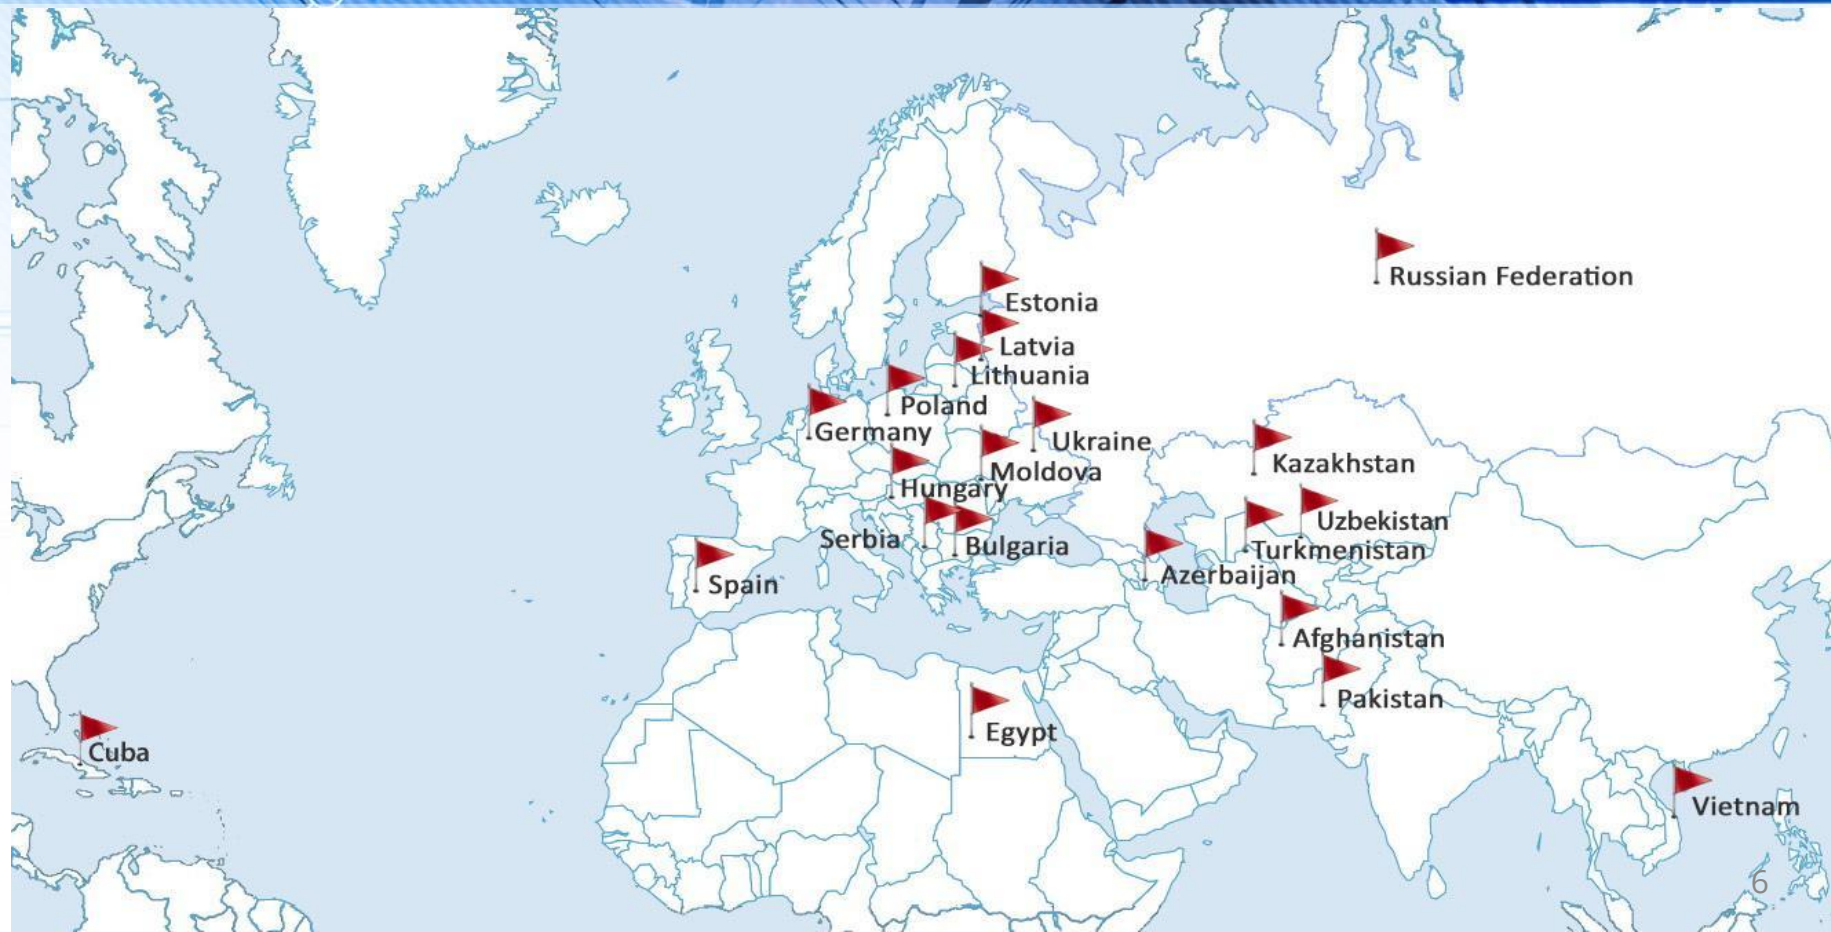 Russian Federation
Estonia
Latvia
Lithuania
Poland
Germany
Ukraine
Moldova
Hungary
Kazakhstan
Uzbekistan
Turkmenistan
Serbia
Bulgaria
Azerbaijan
Spain
Afghanistan
Pakistan
Egypt
Cuba
Vietnam
6